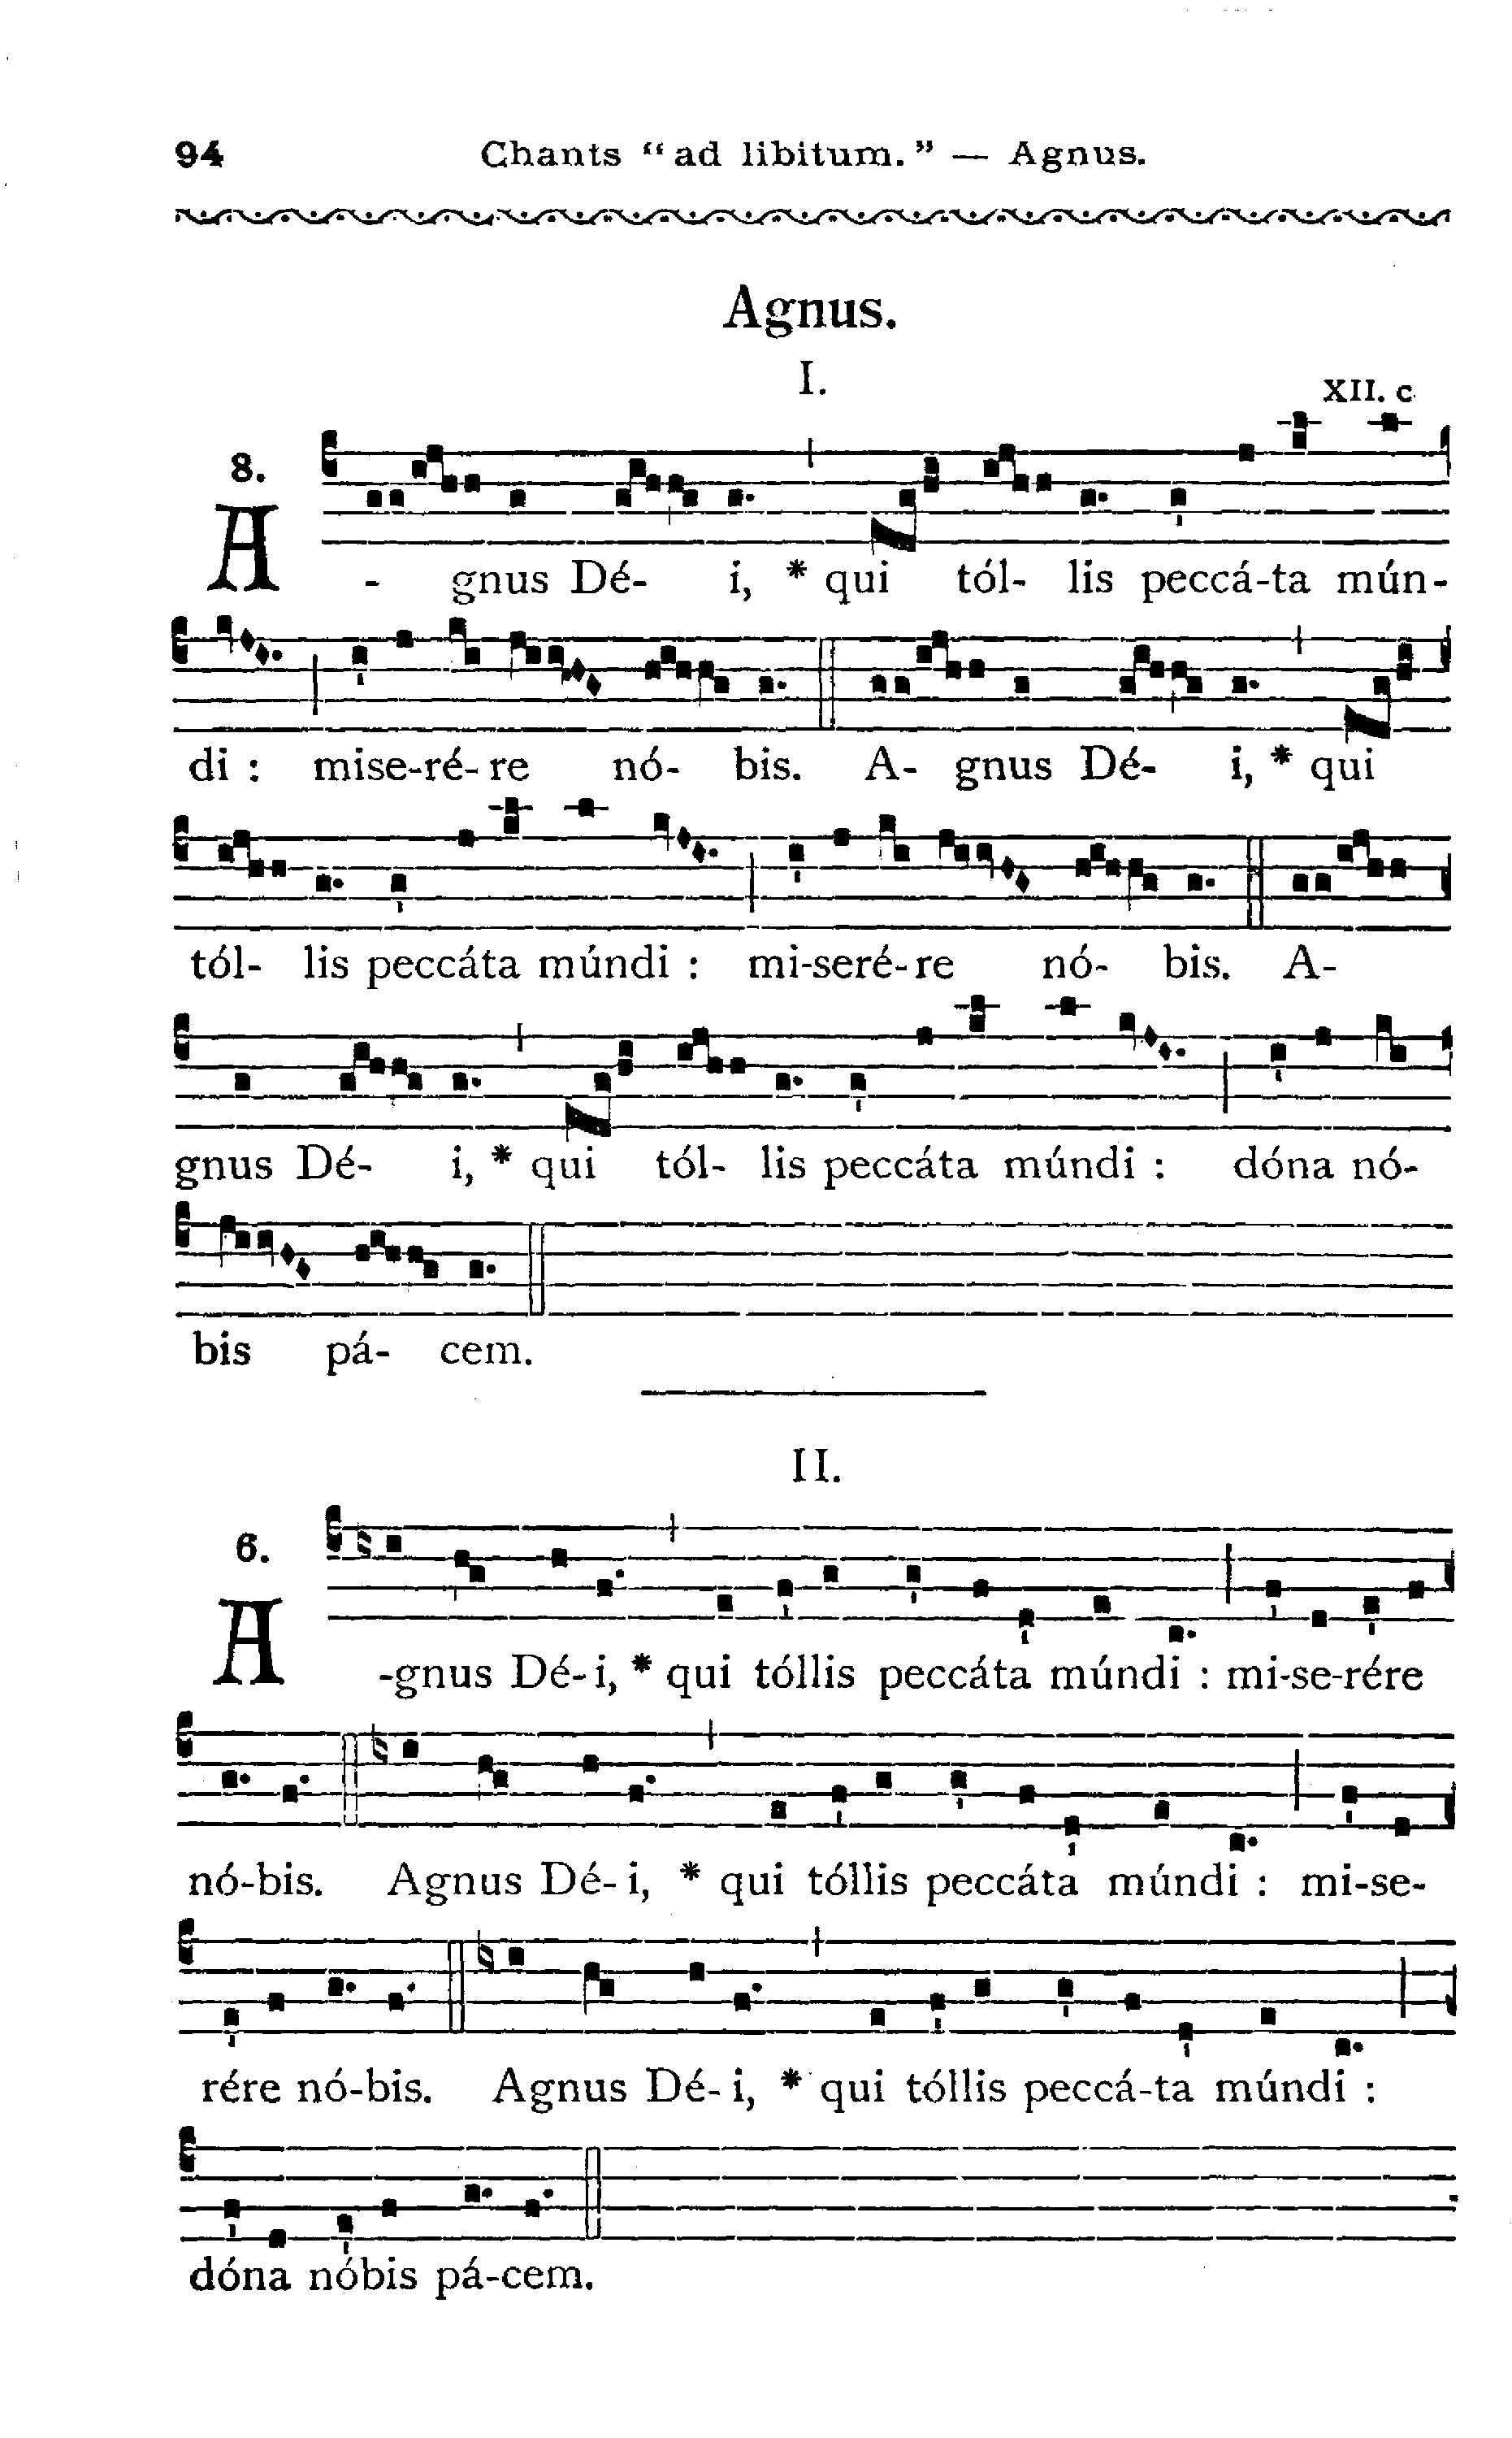 94 Chants "ad libitum." — Agnus.
Agnus.
I.
XII. c.
8.
A - gnus Dé- i, * qui tól- lis peccá-ta mún-
di : mise-ré- re nó- bis. A- gnus Dé- i, * qui
tól- lis peccáta múndi : mi-seré- re nó- bis. A-
gnus Dé- i, * qui tól- lis peccáta múndi : dóna nó-
bis pá- cem.
II.
6.
A -gnus Dé- i, * qui tóllis peccáta múndi : mi-se-rére
nó-bis. Agnus Dé- i, * qui tóllis peccáta múndi : mi-se-
rére nó-bis. Agnus Dé- i, * qui tóllis peccá-ta múndi :
dóna nóbis pá-cem.